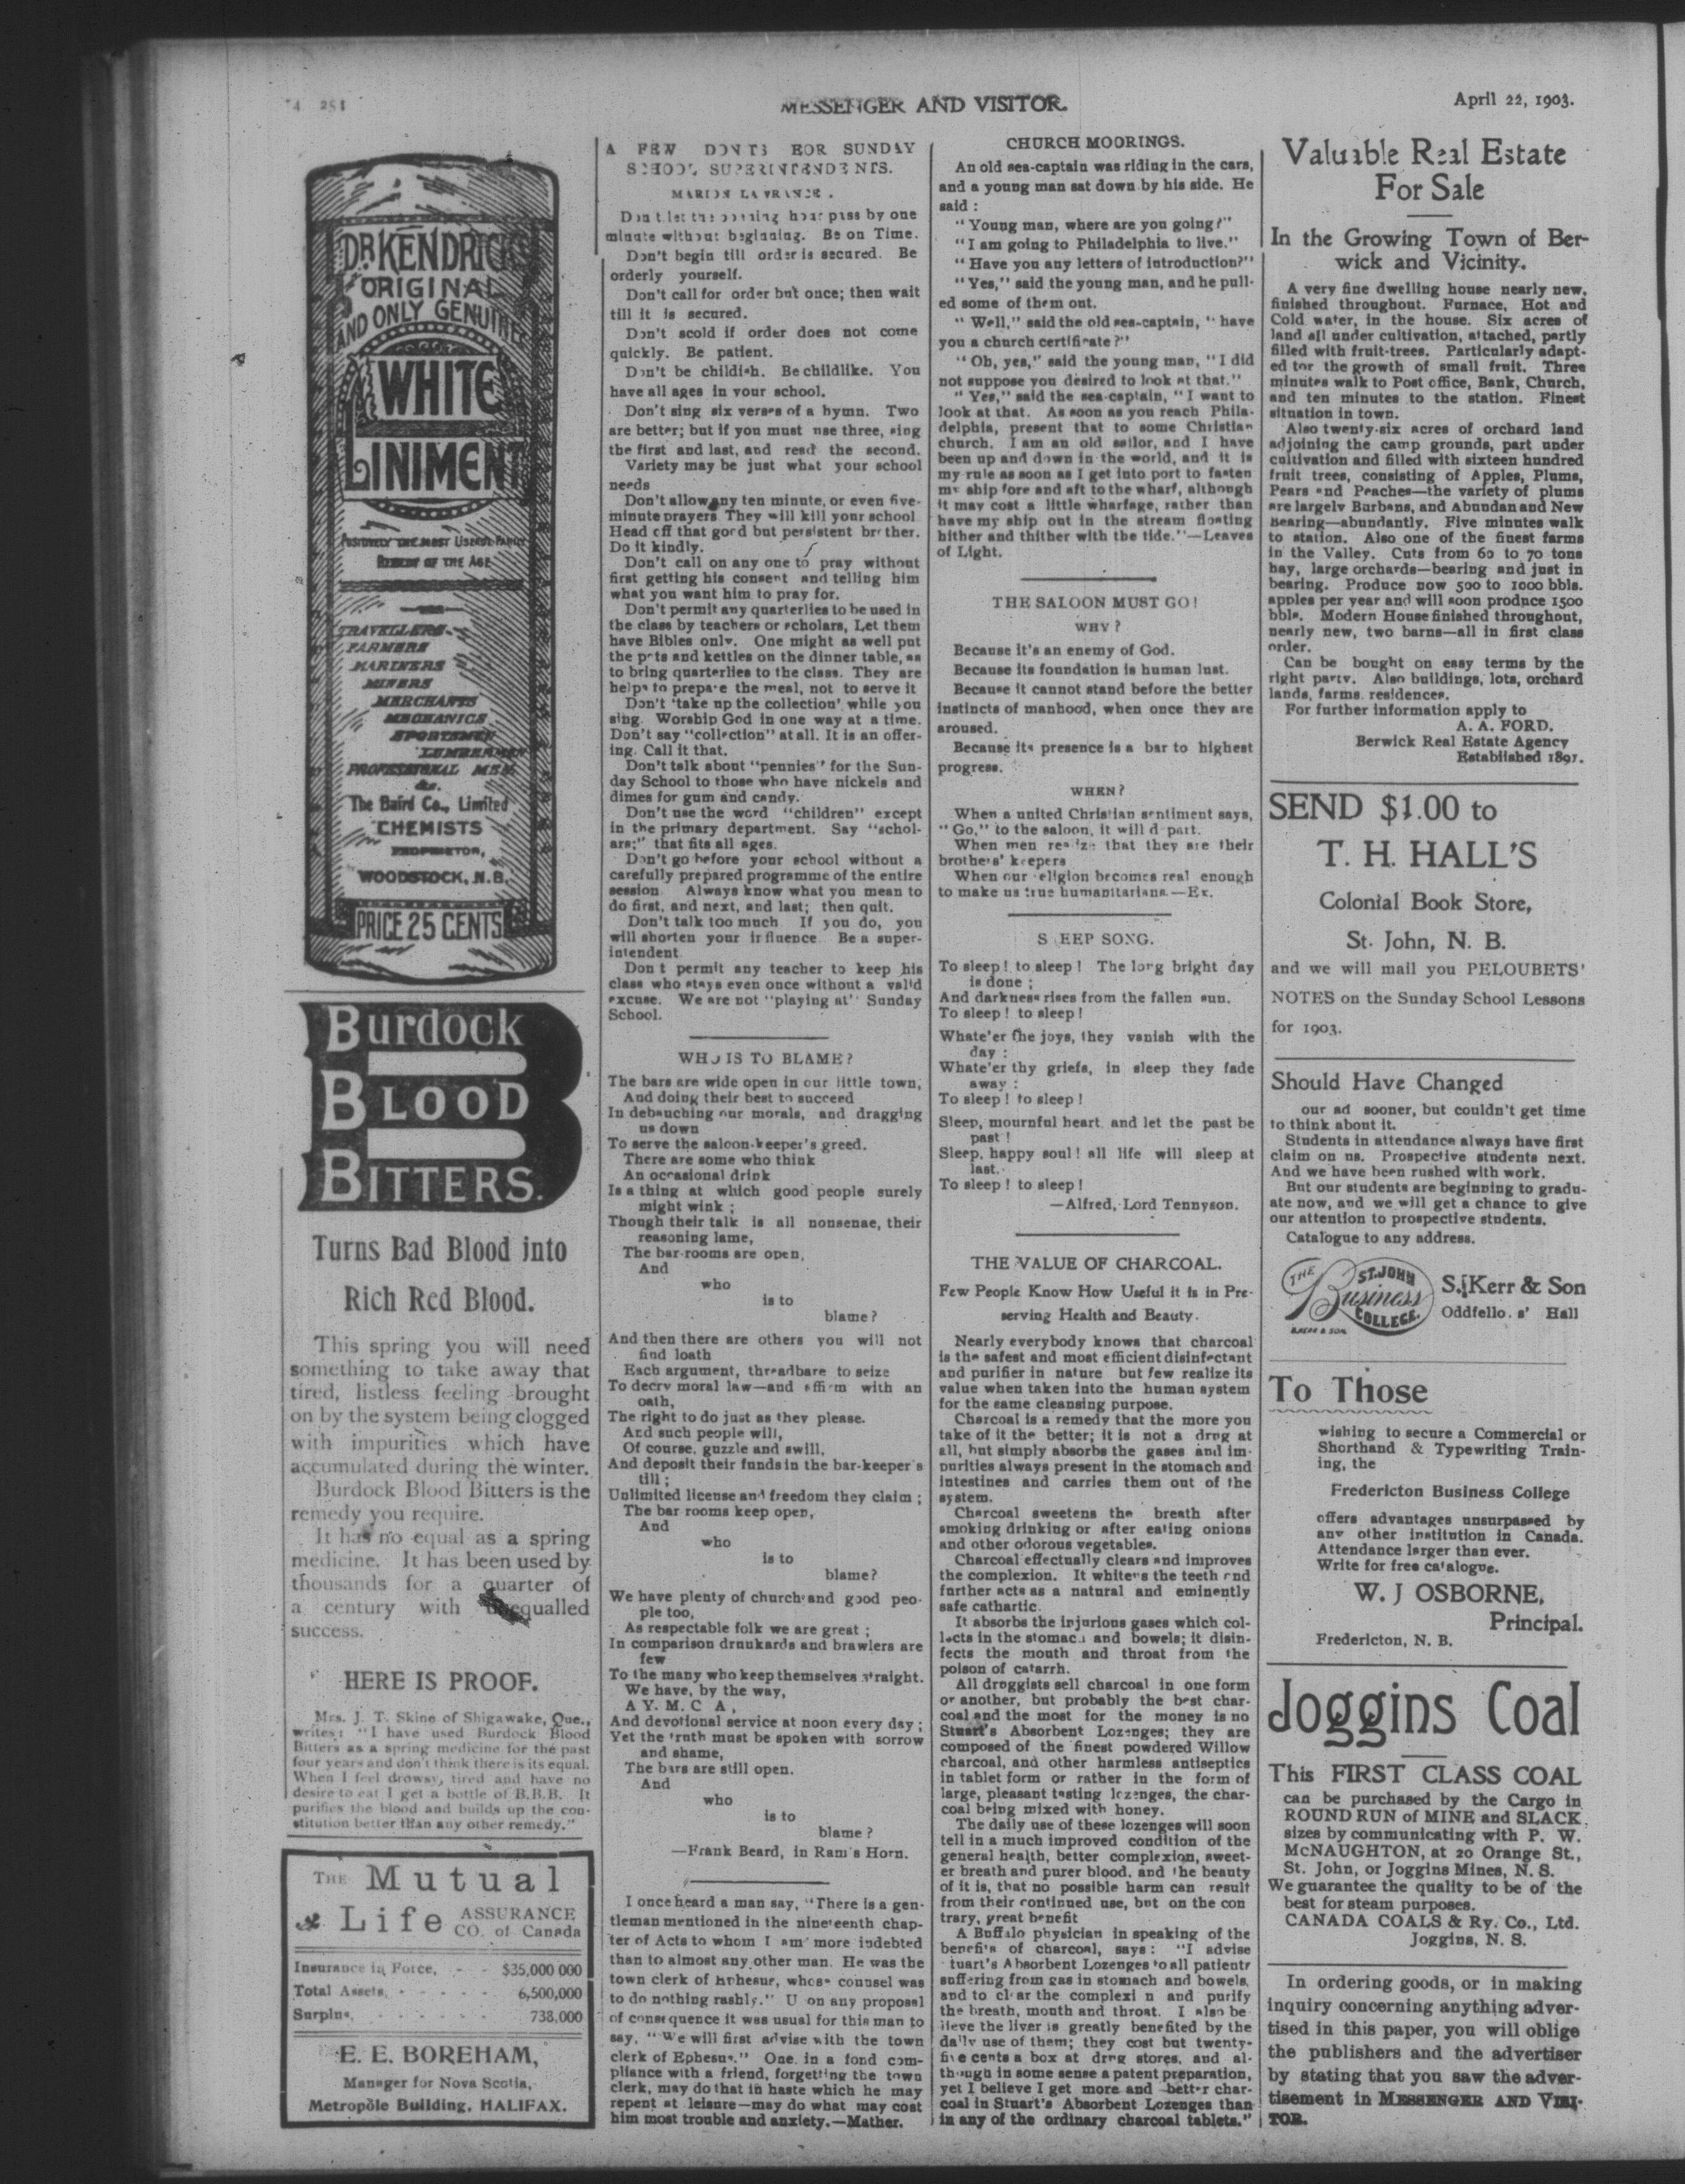 MESSENGER AND VISITOR.
April 22, 1903.
DR. KENDRICK'S
ORIGINAL
AND ONLY GENUINE
WHITE
LINIMENT
POSITIVELY THE MOST USEFUL FAMILY
REMEDY OF THE AGE
TRAVELLERS
FARMERS
MARINERS
MINERS
MERCHANTS
MECHANICS
SPORTSMEN
LUMBERMEN
PROFESSIONAL MEN
&c.
The Baird Co., Limited
CHEMISTS
PROPRIETOR,
WOODSTOCK, N.B.
PRICE 25 CENTS
BURDOCK
BLOOD
BITTERS.
Turns Bad Blood into
Rich Red Blood.
This spring you will need
something to take away that
tired, listless feeling brought
on by the system being clogged
with impurities which have
accumulated during the winter.
Burdock Blood Bitters is the
remedy you require.
It has no equal as a spring
medicine. It has been used by
thousands for a quarter of
a century with unequalled
success.
HERE IS PROOF.
Mrs. J. T. Skine of Shigawake, Que.,
writes: "I have used Burdock Blood
Bitters as a spring medicine for the past
four years and don't think there is its equal.
When I feel drowsy, tired and have no
desire to eat I get a bottle of B.B.B. It
purifies the blood and builds up the con-
stitution better than any other remedy."
THE Mutual
Life ASSURANCE
CO. of Canada
Insurance in Force, - - $35,000 000
Total Assets, - - - - - 6,500,000
Surplus, - - - - - - 738,000
E. E. BOREHAM,
Manager for Nova Scotia,
Metropole Building, HALIFAX.
A FEW DONTS FOR SUNDAY
SCHOOL SUPERINTENDENTS.
MARION LAWRANCE.
Don't let the opening hour pass by one
minute without beginning. Be on Time.
Don't begin till order is secured. Be
orderly yourself.
Don't call for order but once; then wait
till it is secured.
Don't scold if order does not come
quickly. Be patient.
Don't be childish. Be childlike. You
have all ages in your school.
Don't sing six verses of a hymn. Two
are better; but if you must use three, sing
the first and last, and read the second.
Variety may be just what your school
needs
Don't allow any ten minute, or even five-
minute prayers They will kill your school
Head off that good but persistent brother.
Do it kindly.
Don't call on any one to pray without
first getting his consent and telling him
what you want him to pray for.
Don't permit any quarterlies to be used in
the class by teachers or scholars, Let them
have Bibles only. One might as well put
the pots and kettles on the dinner table, as
to bring quarterlies to the class. They are
helps to prepare the meal, not to serve it
Don't 'take up the collection' while you
sing. Worship God in one way at a time.
Don't say "collection" at all. It is an offer-
ing. Call it that.
Don't talk about "pennies" for the Sun-
day School to those who have nickels and
dimes for gum and candy.
Don't use the word "children" except
in the primary department. Say "schol-
ars;" that fits all ages.
Don't go before your school without a
carefully prepared programme of the entire
session Always know what you mean to
do first, and next, and last; then quit.
Don't talk too much If you do, you
will shorten your influence Be a super-
intendent
Don t permit any teacher to keep his
class who stays even once without a valid
excuse. We are not "playing at" Sunday
School.
WHO IS TO BLAME?
The bars are wide open in our little town,
And doing their best to succeed
In debauching our morals, and dragging
us down
To serve the saloon-keeper's greed.
There are some who think
An occasional drink
Is a thing at which good people surely
might wink ;
Though their talk is all nonsense, their
reasoning lame,
The bar-rooms are open,
And
who
is to
blame?
And then there are others you will not
find loath
Each argument, threadbare to seize
To decry moral law—and affirm with an
oath,
The right to do just as they please.
And such people will,
Of course, guzzle and swill,
And deposit their funds in the bar-keeper's
till ;
Unlimited license and freedom they claim ;
The bar rooms keep open,
And
who
is to
blame?
We have plenty of church and good peo-
ple too,
As respectable folk we are great ;
In comparison drunkards and brawlers are
few
To the many who keep themselves straight.
We have, by the way,
A Y. M. C A,
And devotional service at noon every day ;
Yet the truth must be spoken with sorrow
and shame,
The bars are still open.
And
who
is to
blame ?
—Frank Beard, in Ram's Horn.
I once heard a man say, "There is a gen-
tleman mentioned in the nineteenth chap-
ter of Acts to whom I am more indebted
than to almost any other man. He was the
town clerk of Ephesus, whose counsel was
to do nothing rashly." U on any proposal
of consequence it was usual for this man to
say, "We will first advise with the town
clerk of Ephesus." One, in a fond com-
pliance with a friend, forgetting the town
clerk, may do that in haste which he may
repent at leisure—may do what may cost
him most trouble and anxiety.—Mather.
CHURCH MOORINGS.
An old sea-captain was riding in the cars,
and a young man sat down by his side. He
said :
"Young man, where are you going?"
"I am going to Philadelphia to live."
"Have you any letters of introduction?"
"Yes," said the young man, and he pull-
ed some of them out.
"Well," said the old sea-captain, "have
you a church certificate?"
"Oh, yes," said the young man, "I did
not suppose you desired to look at that."
"Yes," said the sea-captain, "I want to
look at that. As soon as you reach Phila-
delphia, present that to some Christian
church. I am an old sailor, and I have
been up and down in the world, and it is
my rule as soon as I get into port to fasten
my ship fore and aft to the wharf, although
it may cost a little wharfage, rather than
have my ship out in the stream floating
hither and thither with the tide."—Leaves
of Light.
THE SALOON MUST GO!
WHY?
Because it's an enemy of God.
Because its foundation is human lust.
Because it cannot stand before the better
instincts of manhood, when once they are
aroused.
Because its presence is a bar to highest
progress.
WHEN?
When a united Christian sentiment says,
"Go," to the saloon, it will d part.
When men realize that they are their
brothers' keepers
When our religion becomes real enough
to make us true humanitarians.—Ex.
S EEP SONG.
To sleep! to sleep! The long bright day
is done ;
And darkness rises from the fallen sun.
To sleep! to sleep!
Whate'er the joys, they vanish with the
day :
Whate'er thy griefs, in sleep they fade
away :
To sleep! to sleep!
Sleep, mournful heart, and let the past be
past!
Sleep, happy soul! all life will sleep at
last.
To sleep! to sleep!
—Alfred, Lord Tennyson.
THE VALUE OF CHARCOAL.
Few People Know How Useful it is in Pre-
serving Health and Beauty.
Nearly everybody knows that charcoal
is the safest and most efficient disinfectant
and purifier in nature but few realize its
value when taken into the human system
for the same cleansing purpose.
Charcoal is a remedy that the more you
take of it the better; it is not a drug at
all, but simply absorbs the gases and im-
purities always present in the stomach and
intestines and carries them out of the
system.
Charcoal sweetens the breath after
smoking drinking or after eating onions
and other odorous vegetables.
Charcoal effectually clears and improves
the complexion. It whitens the teeth and
further acts as a natural and eminently
safe cathartic.
It absorbs the injurious gases which col-
lects in the stomach and bowels; it disin-
fects the mouth and throat from the
poison of catarrh.
All druggists sell charcoal in one form
or another, but probably the best char-
coal and the most for the money is no
Stuart's Absorbent Lozenges; they are
composed of the finest powdered Willow
charcoal, and other harmless antiseptics
in tablet form or rather in the form of
large, pleasant tasting lozenges, the char-
coal being mixed with honey.
The daily use of these lozenges will soon
tell in a much improved condition of the
general health, better complexion, sweet-
er breath and purer blood, and the beauty
of it is, that no possible harm can result
from their continued use, but on the con
trary, great benefit
A Buffalo physician in speaking of the
benefits of charcoal, says: "I advise
tuart's Absorbent Lozenges to all patients
suffering from gas in stomach and bowels,
and to clear the complexi n and purify
the breath, mouth and throat. I also be
lieve the liver is greatly benefited by the
daily use of them; they cost but twenty-
five cents a box at drug stores, and al-
though in some sense a patent preparation,
yet I believe I get more and better char-
coal in Stuart's Absorbent Lozenges than
in any of the ordinary charcoal tablets."
Valuable Real Estate
For Sale
In the Growing Town of Ber-
wick and Vicinity.
A very fine dwelling house nearly new,
finished throughout. Furnace, Hot and
Cold water, in the house. Six acres of
land all under cultivation, attached, partly
filled with fruit-trees. Particularly adapt-
ed for the growth of small fruit. Three
minutes walk to Post office, Bank, Church,
and ten minutes to the station. Finest
situation in town.
Also twenty-six acres of orchard land
adjoining the camp grounds, part under
cultivation and filled with sixteen hundred
fruit trees, consisting of Apples, Plums,
Pears and Peaches—the variety of plums
are largely Burbans, and Abundan and New
Bearing—abundantly. Five minutes walk
to station. Also one of the finest farms
in the Valley. Cuts from 60 to 70 tons
hay, large orchards—bearing and just in
bearing. Produce now 500 to 1000 bbls.
apples per year and will soon produce 1500
bbls. Modern House finished throughout,
nearly new, two barns—all in first class
order.
Can be bought on easy terms by the
right party. Also buildings, lots, orchard
lands, farms, residences.
For further information apply to
A. A. FORD.
Berwick Real Estate Agency
Established 1897.
SEND $1.00 to
T. H. HALL'S
Colonial Book Store,
St. John, N. B.
and we will mail you PELOUBETS'
NOTES on the Sunday School Lessons
for 1903.
Should Have Changed
our ad sooner, but couldn't get time
to think about it.
Students in attendance always have first
claim on us. Prospective students next.
And we have been rushed with work.
But our students are beginning to gradu-
ate now, and we will get a chance to give
our attention to prospective students.
Catalogue to any address.
THE ST. JOHN
Business
COLLEGE.
S. KERR & SON
S. Kerr & Son
Oddfello s' Hall
To Those
wishing to secure a Commercial or
Shorthand & Typewriting Train-
ing, the
Fredericton Business College
offers advantages unsurpassed by
any other institution in Canada.
Attendance larger than ever.
Write for free catalogue.
W. J OSBORNE,
Principal.
Fredericton, N. B.
Joggins Coal
This FIRST CLASS COAL
can be purchased by the Cargo in
ROUND RUN of MINE and SLACK
sizes by communicating with P. W.
McNAUGHTON, at 20 Orange St.,
St. John, or Joggins Mines, N. S.
We guarantee the quality to be of the
best for steam purposes.
CANADA COALS & Ry. Co., Ltd.
Joggins, N. S.
In ordering goods, or in making
inquiry concerning anything adver-
tised in this paper, you will oblige
the publishers and the advertiser
by stating that you saw the adver-
tisement in MESSENGER AND VISI-
TOR.